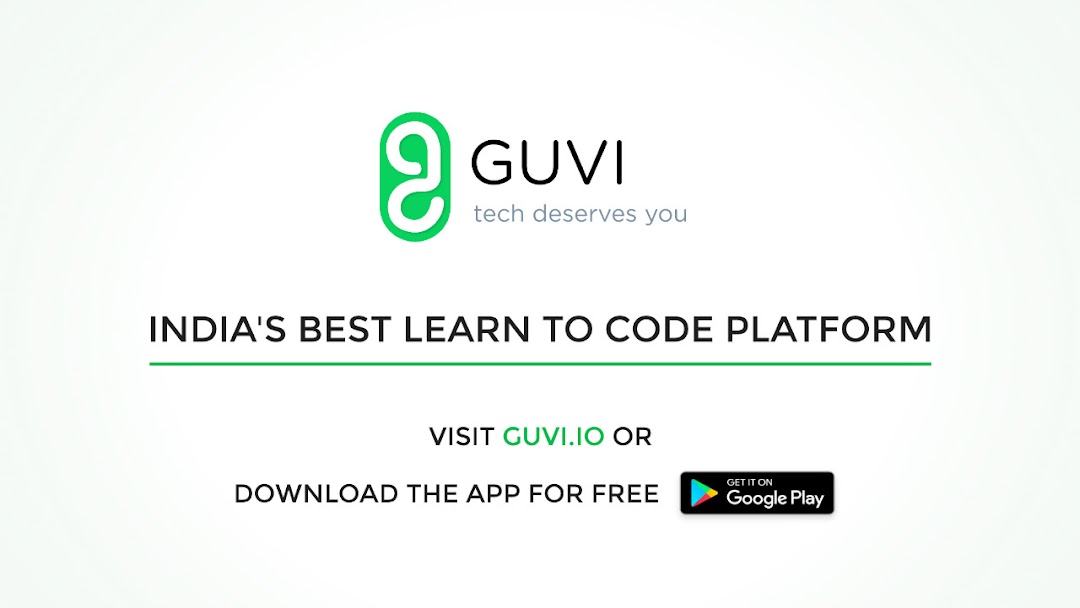 GUVI
tech deserves you
INDIA'S BEST LEARN TO CODE PLATFORM
VISIT GUVI.IO OR
DOWNLOAD THE APP FOR FREE
GET IT ON
Google Play